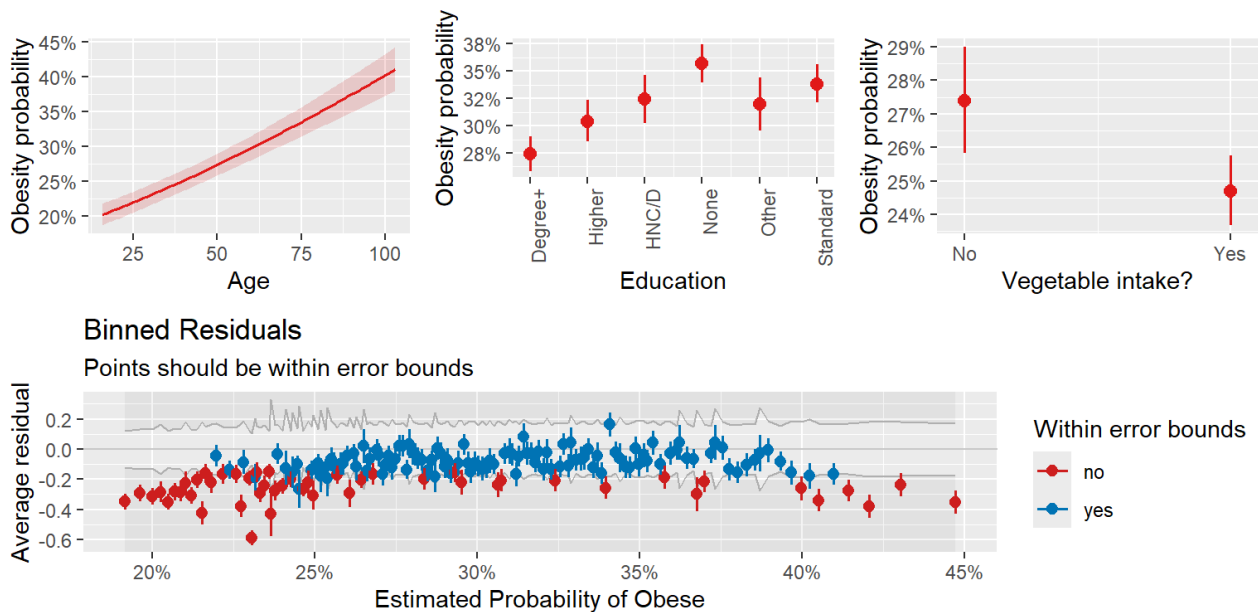 Obesity probability
45%
40%
35%
30%
25%
20%
25
50
75
100
Age
Obesity probability
38%
35%
32%
30%
28%
Degree+
Higher
HNC/D
None
Other
Standard
Education
Obesity probability
29%
28%
27%
26%
25%
24%
No
Yes
Vegetable intake?
Binned Residuals
Points should be within error bounds
Average residual
0.2
0.0
-0.2
-0.4
-0.6
20%
25%
30%
35%
40%
45%
Estimated Probability of Obese
Within error bounds
no
yes